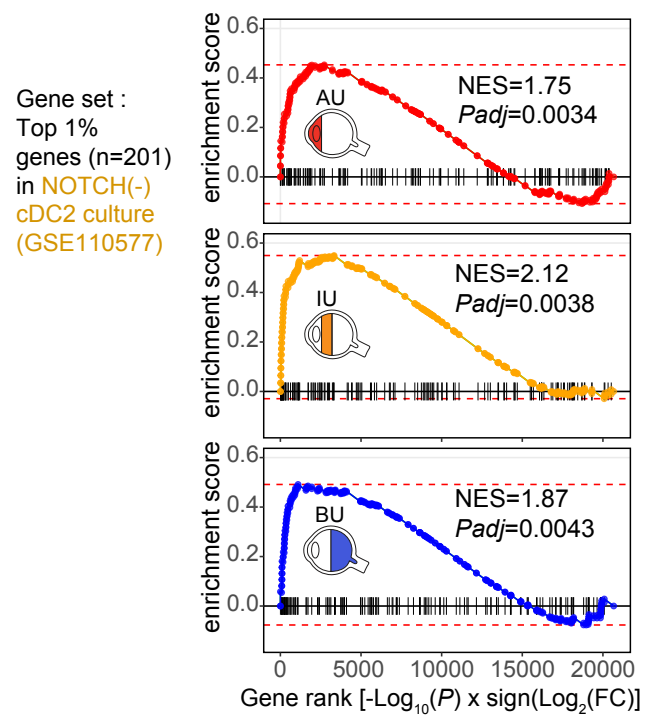 Gene set :
Top 1%
genes (n=201)
in NOTCH(-)
cDC2 culture
(GSE110577)
enrichment score
0.6
0.4
0.2
0.0
AU
NES=1.75
Padj=0.0034
enrichment score
0.6
0.4
0.2
0.0
IU
NES=2.12
Padj=0.0038
enrichment score
0.6
0.4
0.2
0.0
BU
NES=1.87
Padj=0.0043
0 5000 10000 15000 20000
Gene rank [-Log₁₀(P) x sign(Log₂(FC)]